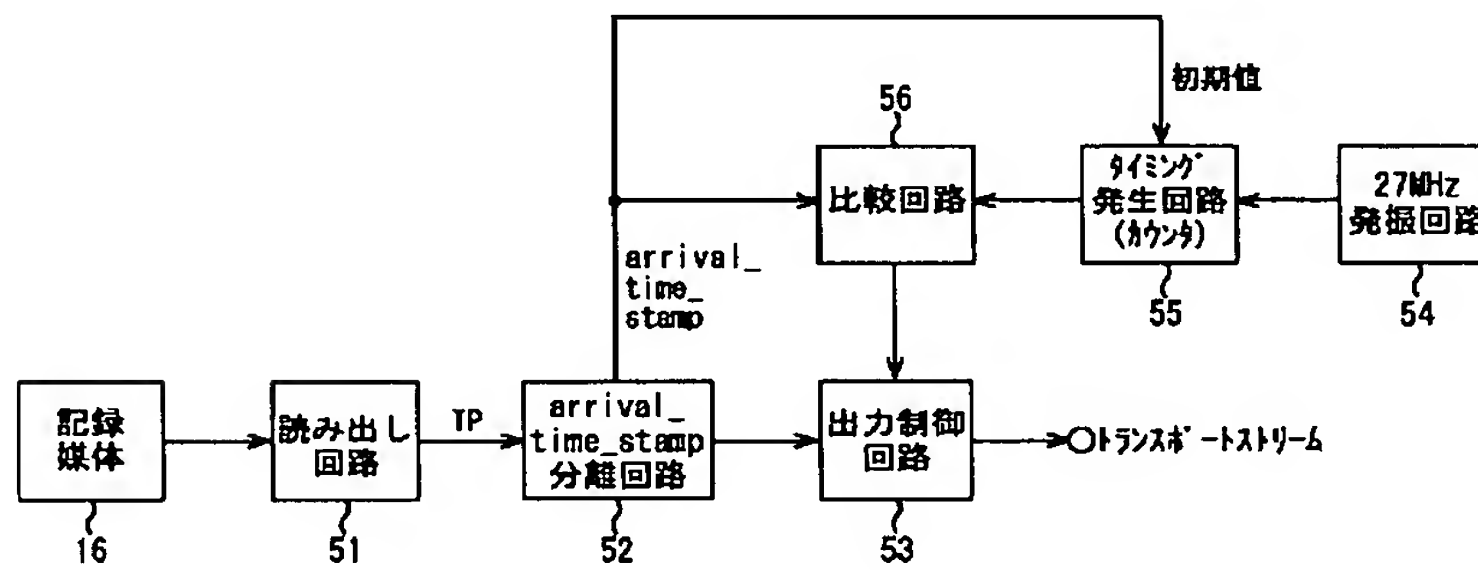 初期値
56
比較回路
タイミング
発生回路
(カウンタ)
27MHz
発振回路
55
54
arrival_
time_
stamp
記録
媒体
読み出し
回路
TP
arrival_
time_stamp
分離回路
出力制御
回路
トランスポートストリーム
16
51
52
53